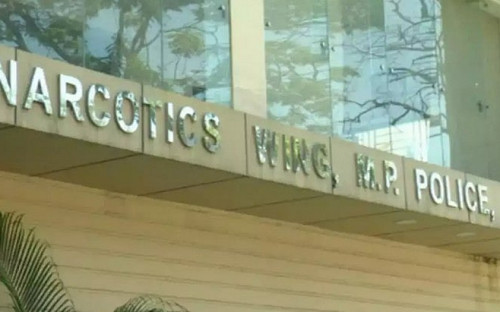 NARCOTICS WING, M.P. POLICE,